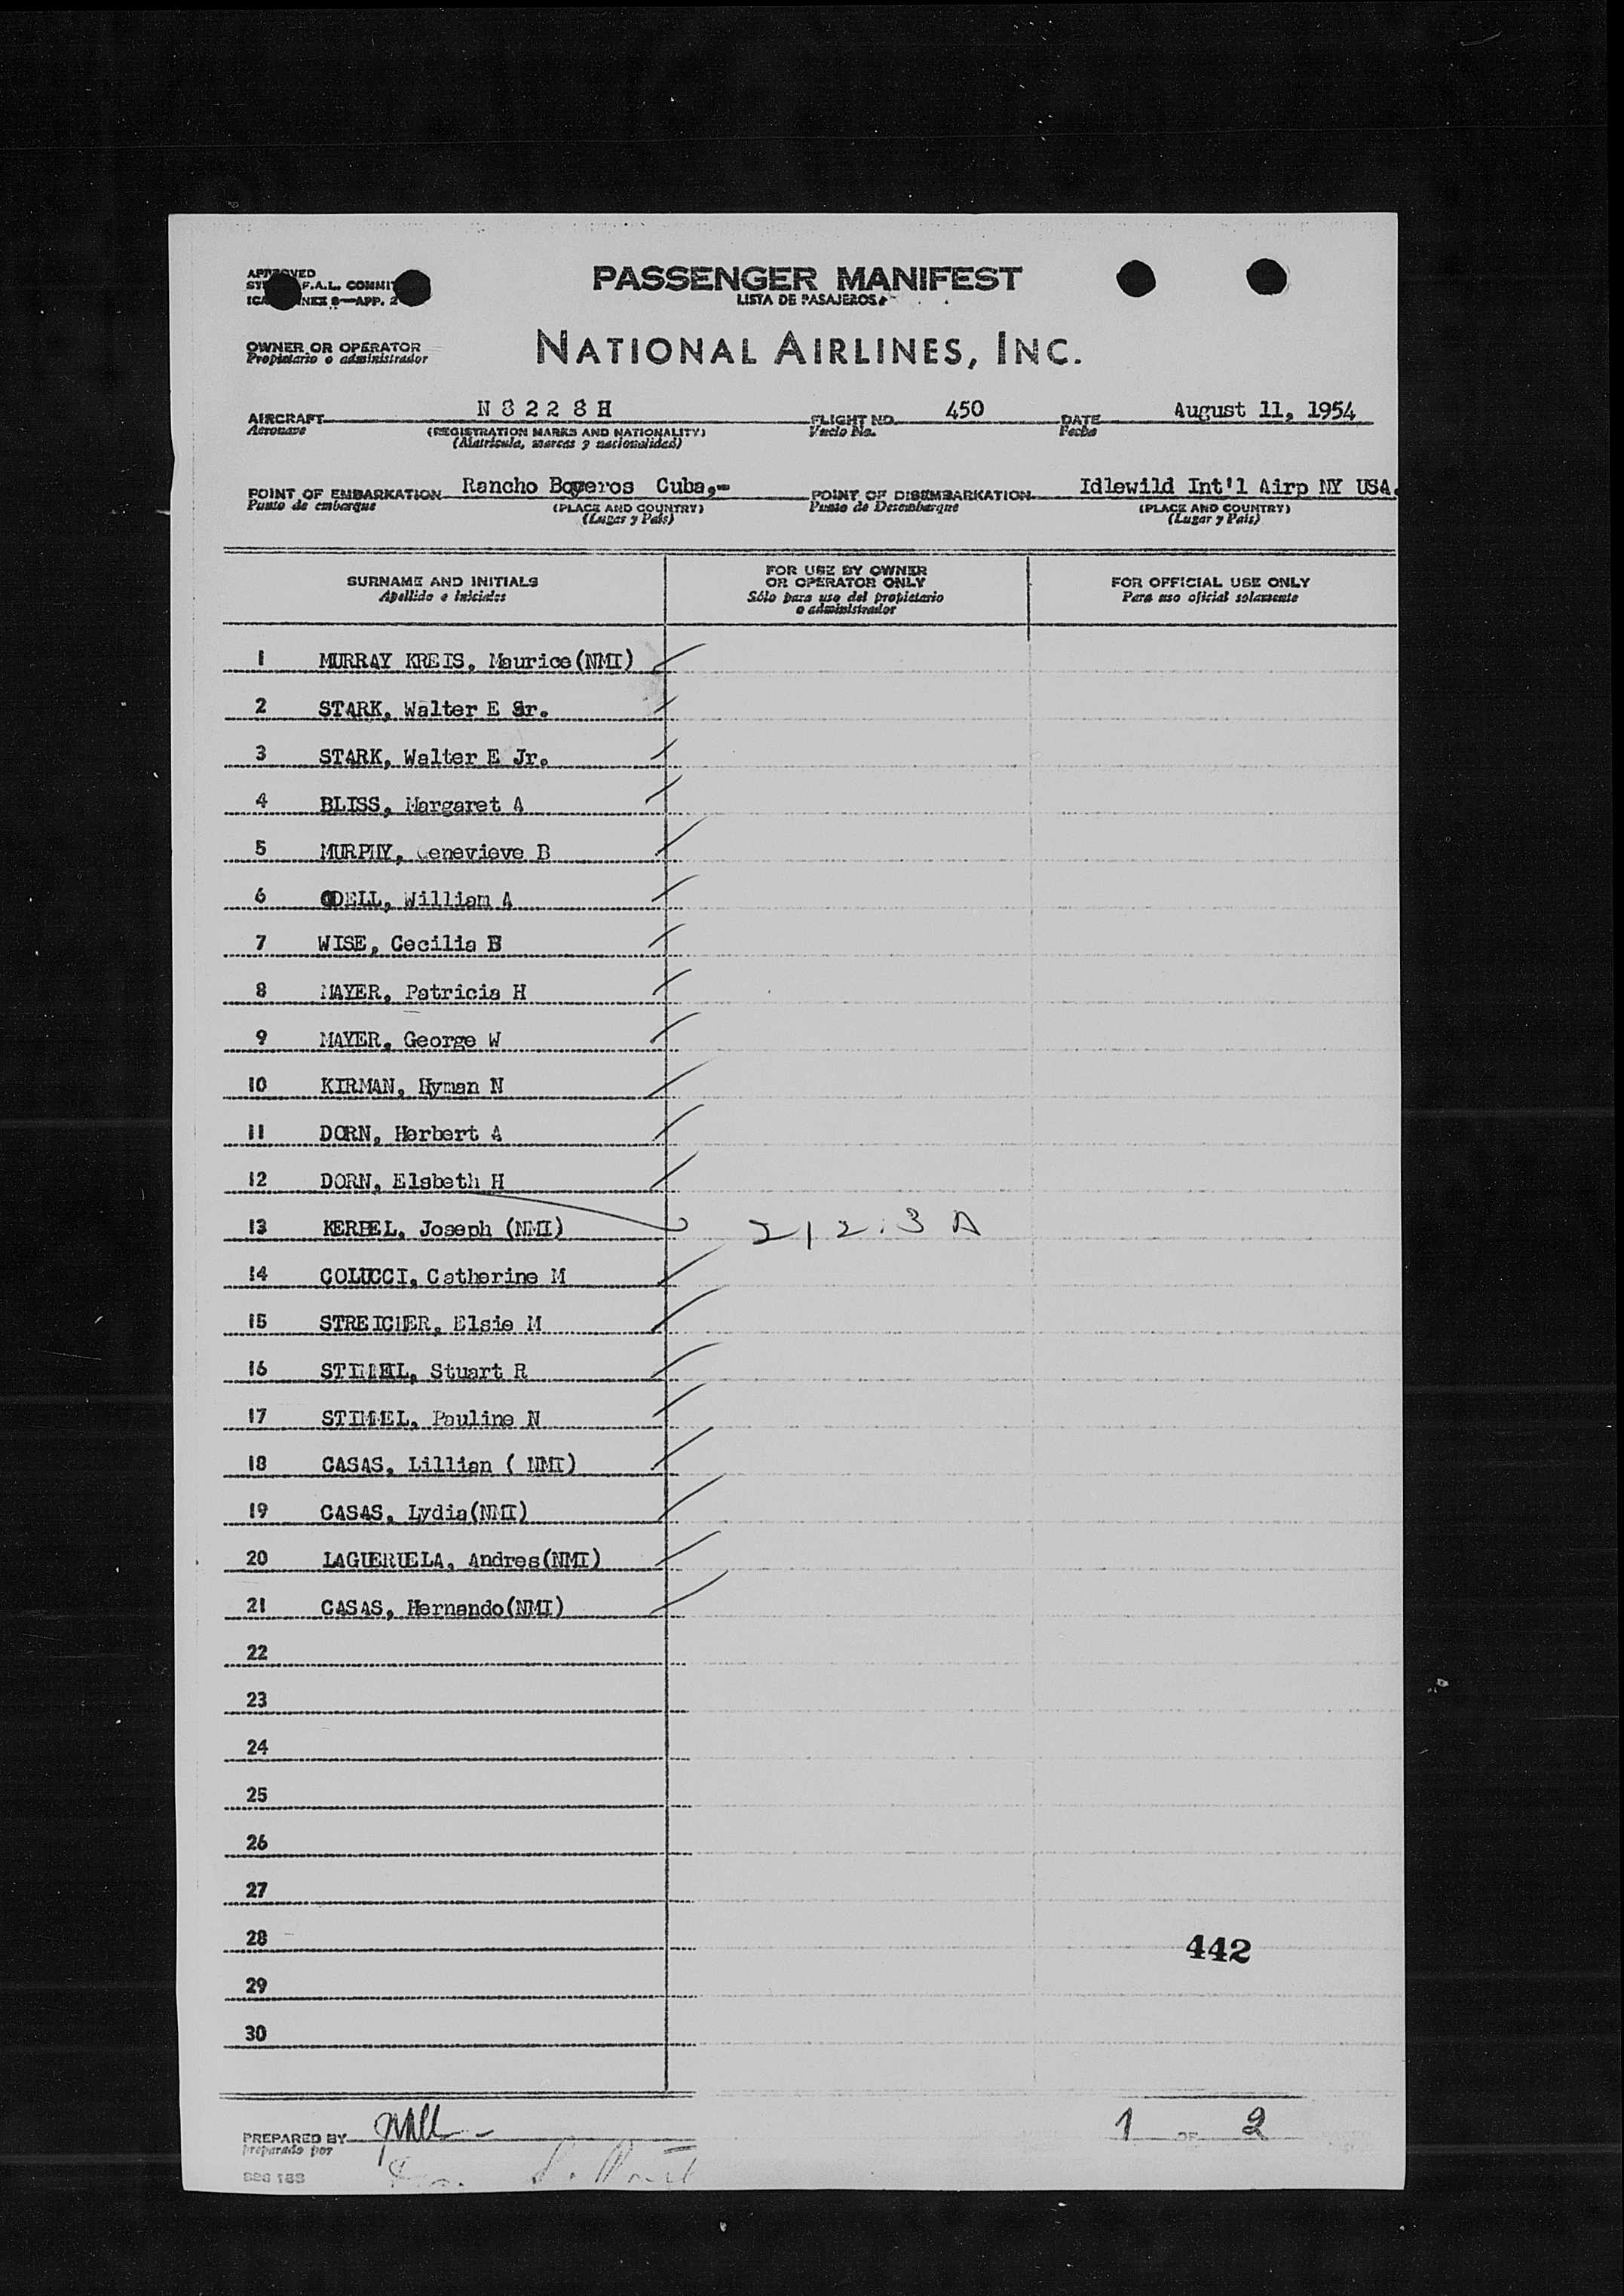 APPROVED
F.A.L. COMMIT
NEX 8—APP. 2
PASSENGER MANIFEST
LISTA DE PASAJEROS
OWNER OR OPERATOR
Propietario o administrador
NATIONAL AIRLINES, INC.
AIRCRAFT N 8 2 2 8 H FLIGHT NO. 450 DATE August 11, 1954
Aeronave (REGISTRATION MARKS AND NATIONALITY) Vuelo No. Fecha
(Matrícula, marcas y nacionalidad)
POINT OF EMBARKATION Rancho Boyeros Cuba,- POINT OF DISEMBARKATION Idlewild Int'l Airp NY USA.
Punto de embarque (PLACE AND COUNTRY) Punto de Desembarque (PLACE AND COUNTRY)
(Lugar y País) (Lugar y País)
SURNAME AND INITIALS
Apellido e iniciales
FOR USE BY OWNER
OR OPERATOR ONLY
Sólo para uso del propietario
o administrador
FOR OFFICIAL USE ONLY
Para uso oficial solamente
1 MURRAY KREIS, Maurice(NMI)
2 STARK, Walter E Sr.
3 STARK, Walter E Jr.
4 BLISS, Margaret A
5 MURPHY, Genevieve B
6 ODELL, William A
7 WISE, Cecilia B
8 MAYER, Patricia H
9 MAYER, George W
10 KIRMAN, Hyman N
11 DORN, Herbert A
12 DORN, Elsbeth H
13 KERBEL, Joseph (NMI) 212.3 A
14 COLUCCI, Catherine M
15 STREICHER, Elsie M
16 STIMMEL, Stuart R
17 STIMMEL, Pauline N
18 CASAS, Lillian ( NMI)
19 CASAS, Lydia(NMI)
20 LAGUERUELA, Andres(NMI)
21 CASAS, Hernando(NMI)
22
23
24
25
26
27
28
442
29
30
PREPARED BY
preparado por
1 OF 2